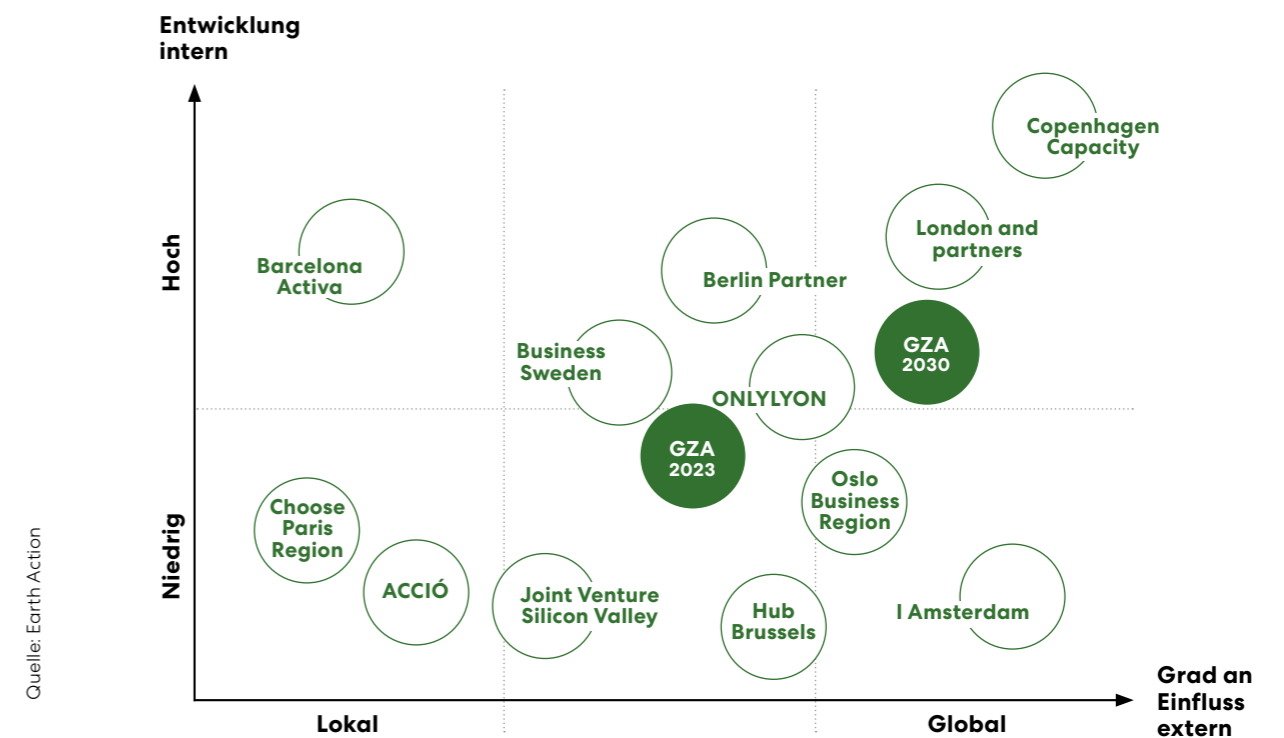 Entwicklung
intern
Copenhagen
Capacity
London and
partners
Barcelona
Activa
Berlin Partner
Hoch
Business
Sweden
GZA
2030
ONLYLYON
GZA
2023
Oslo
Business
Region
Choose
Paris
Region
Niedrig
ACCIÓ
Joint Venture
Silicon Valley
Hub
Brussels
I Amsterdam
Quelle: Earth Action
Grad an
Einfluss
extern
Lokal
Global